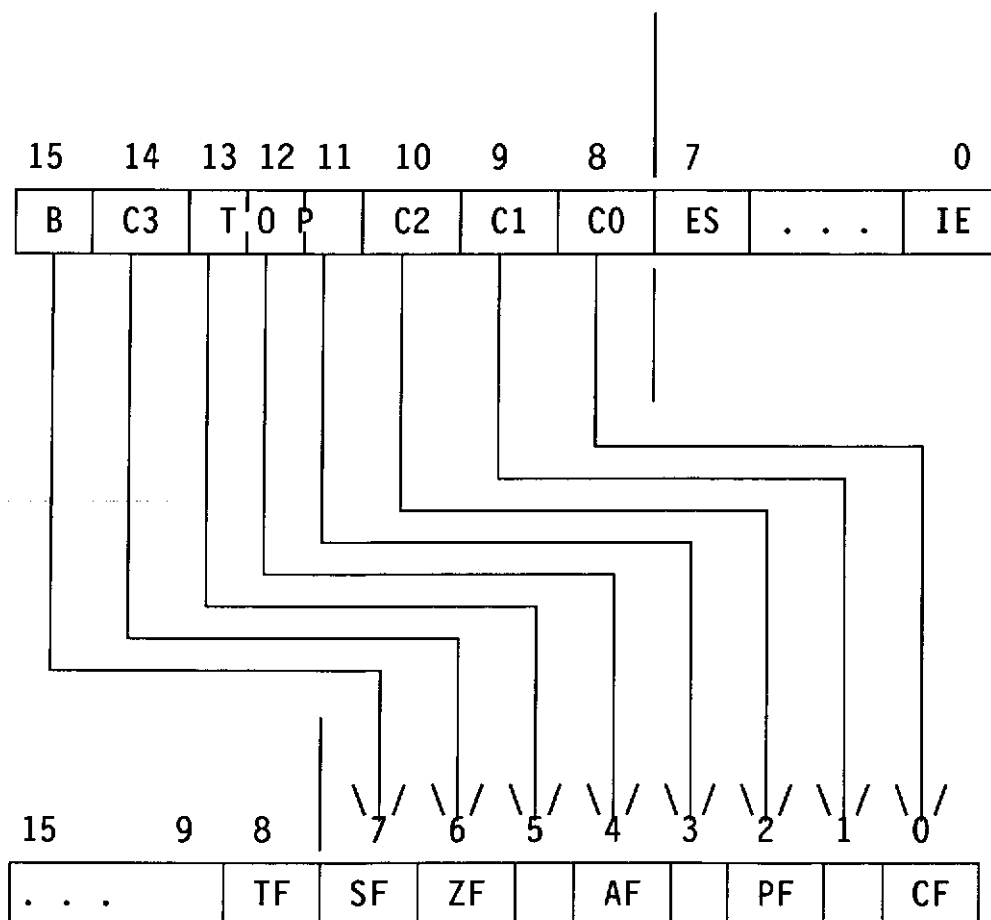 15 14 13 12 11 10 9 8 7 0
B C3 T O P C2 C1 C0 ES . . . IE
15 9 8 7 6 5 4 3 2 1 0
. . . TF SF ZF AF PF CF